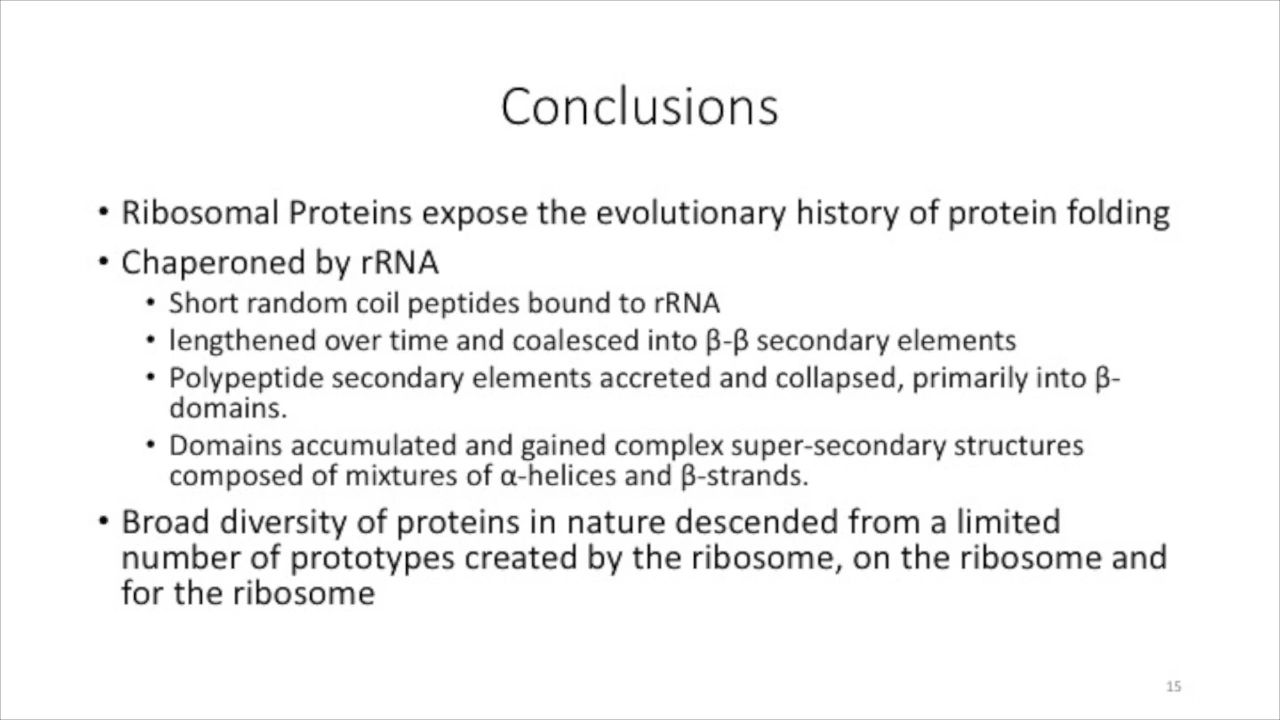 Conclusions
• Ribosomal Proteins expose the evolutionary history of protein folding
• Chaperoned by rRNA
• Short random coil peptides bound to rRNA
• lengthened over time and coalesced into β-β secondary elements
• Polypeptide secondary elements accreted and collapsed, primarily into β-
domains.
• Domains accumulated and gained complex super-secondary structures
composed of mixtures of α-helices and β-strands.
• Broad diversity of proteins in nature descended from a limited
number of prototypes created by the ribosome, on the ribosome and
for the ribosome
15